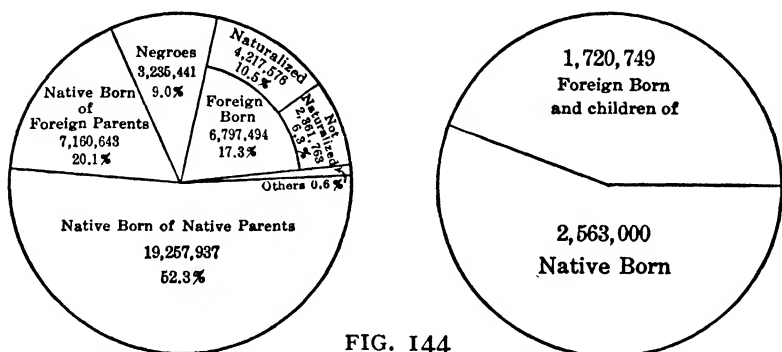 Negroes
3,235,441
9.0%
Naturalized
4,217,576
10.5%
Native Born
of
Foreign Parents
7,160,643
20.1%
Foreign
Born
6,797,494
17.3%
Not
Naturalized
2,361,763
6.3%
Others 0.6%
Native Born of Native Parents
19,257,937
52.3%
1,720,749
Foreign Born
and children of
2,563,000
Native Born
FIG. 144